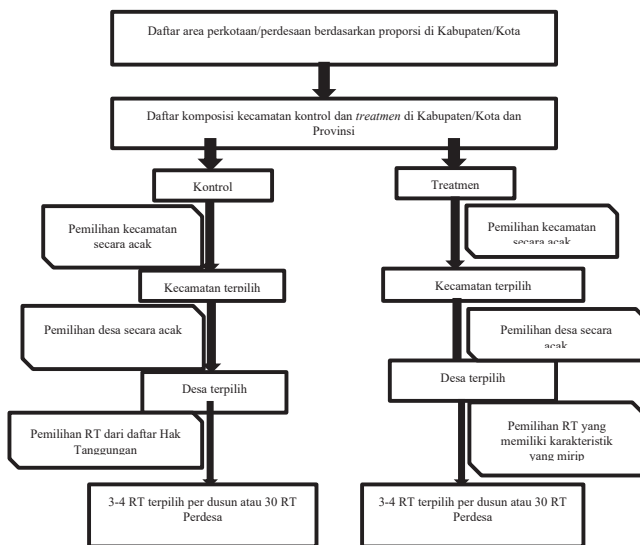 Daftar area perkotaan/perdesaan berdasarkan proporsi di Kabupaten/Kota
Daftar komposisi kecamatan kontrol dan treatmen di Kabupaten/Kota dan
Provinsi
Kontrol
Treatmen
Pemilihan kecamatan
secara acak
Pemilihan kecamatan
secara acak
Kecamatan terpilih
Kecamatan terpilih
Pemilihan desa secara acak
Pemilihan desa secara
acak
Desa terpilih
Desa terpilih
Pemilihan RT dari daftar Hak
Tanggungan
Pemilihan RT yang
memiliki karakteristik
yang mirip
3-4 RT terpilih per dusun atau 30 RT
Perdesa
3-4 RT terpilih per dusun atau 30 RT
Perdesa